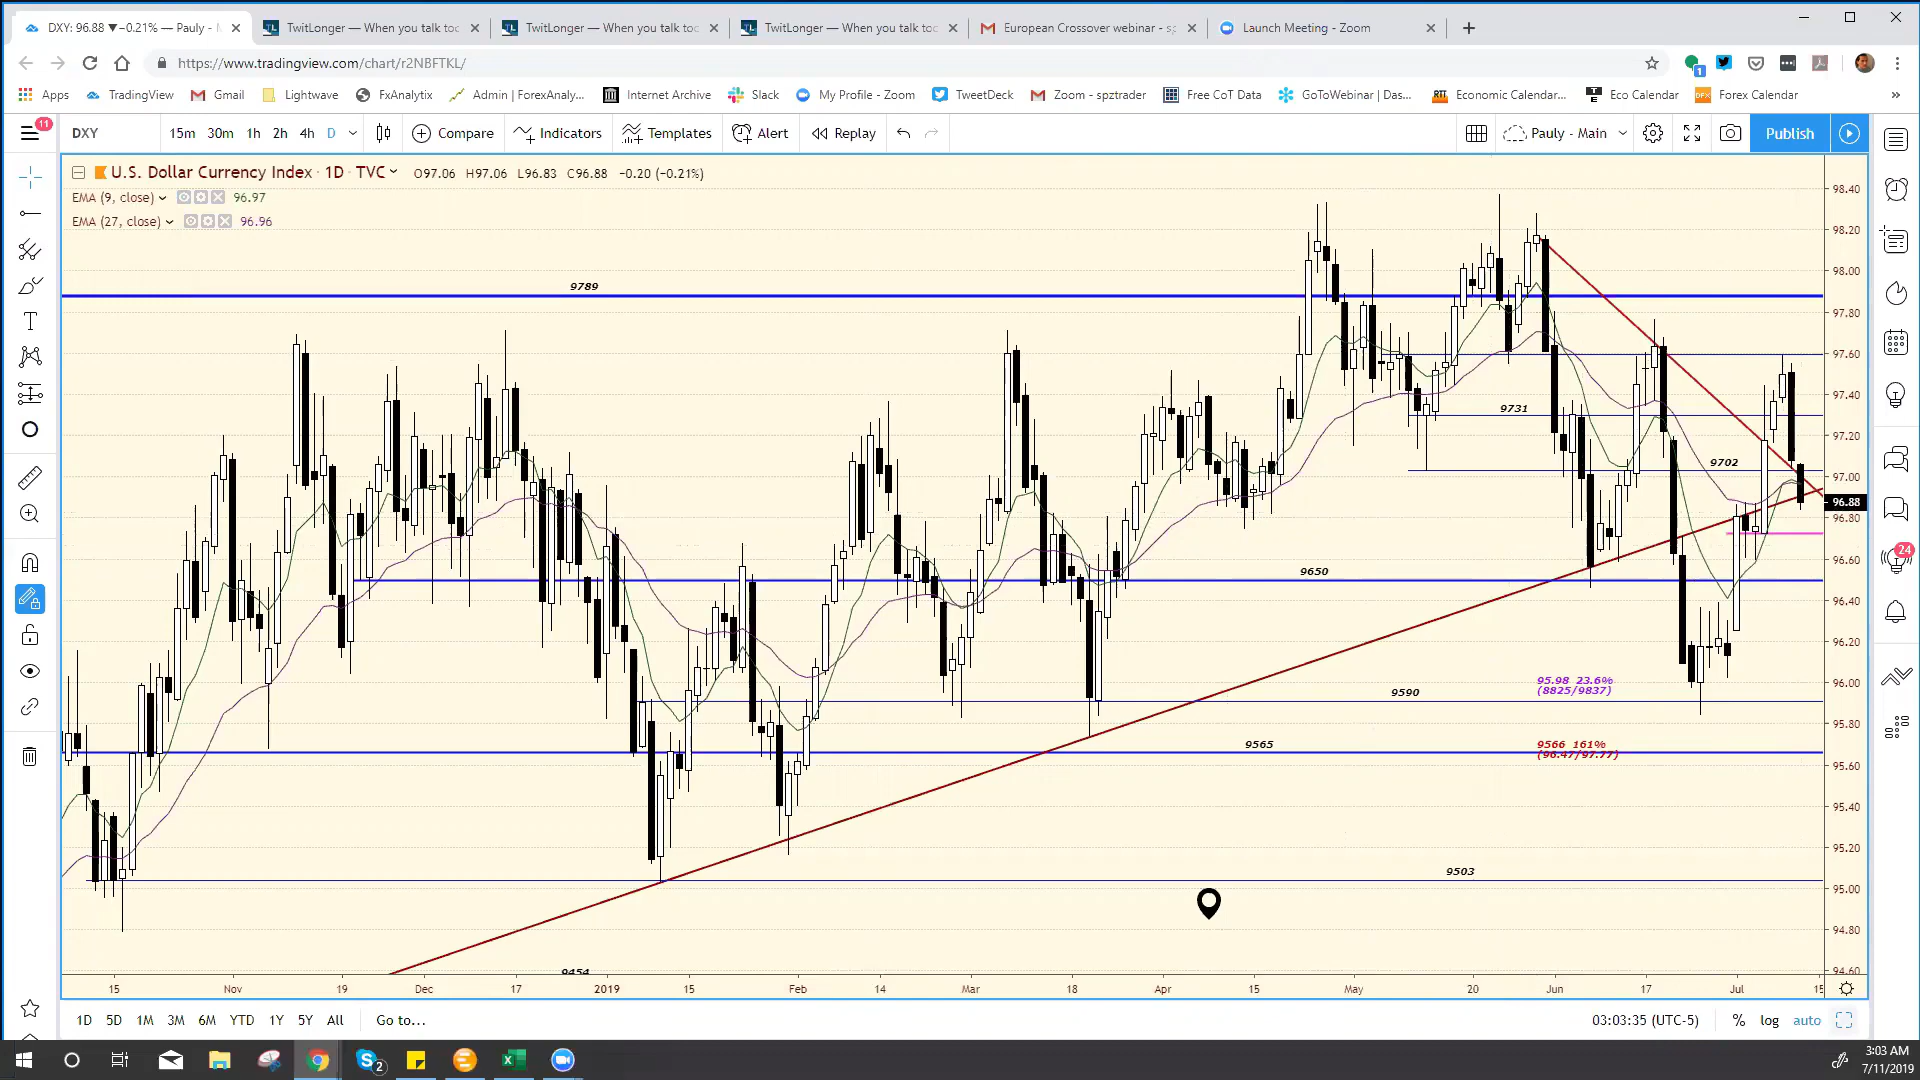 DXY: 96.88 ▼−0.21% — Pauly - M
TwitLonger — When you talk too
TwitLonger — When you talk too
TwitLonger — When you talk too
European Crossover webinar - sp
Launch Meeting - Zoom
https://www.tradingview.com/chart/r2NBFTKL/
1
Apps TradingView Gmail Lightwave FxAnalytix Admin | ForexAnaly... Internet Archive Slack My Profile - Zoom TweetDeck Zoom - spztrader Free CoT Data GoToWebinar | Das... Economic Calendar... Eco Calendar Forex Calendar »
11
DXY 15m 30m 1h 2h 4h D Compare Indicators Templates Alert Replay Pauly - Main Publish
U.S. Dollar Currency Index · 1D · TVC O97.06 H97.06 L96.83 C96.88 −0.20 (−0.21%)
EMA (9, close) 96.97
EMA (27, close) 96.96
98.40
98.20
98.00
9789
97.80
97.60
97.40
9731
97.20
9702
97.00
96.88
96.80
24
96.60
9650
96.40
96.20
96.00
95.98 23.6%
(8825/9837)
9590
95.80
9565
9566 161%
(96.47/97.77)
95.60
95.40
95.20
9503
95.00
94.80
9454
94.60
15 Nov 19 Dec 17 2019 15 Feb 14 Mar 18 Apr 15 May 20 Jun 17 Jul 15
1D 5D 1M 3M 6M YTD 1Y 5Y All Go to... 03:03:35 (UTC-5) % log auto
2
3:03 AM
7/11/2019